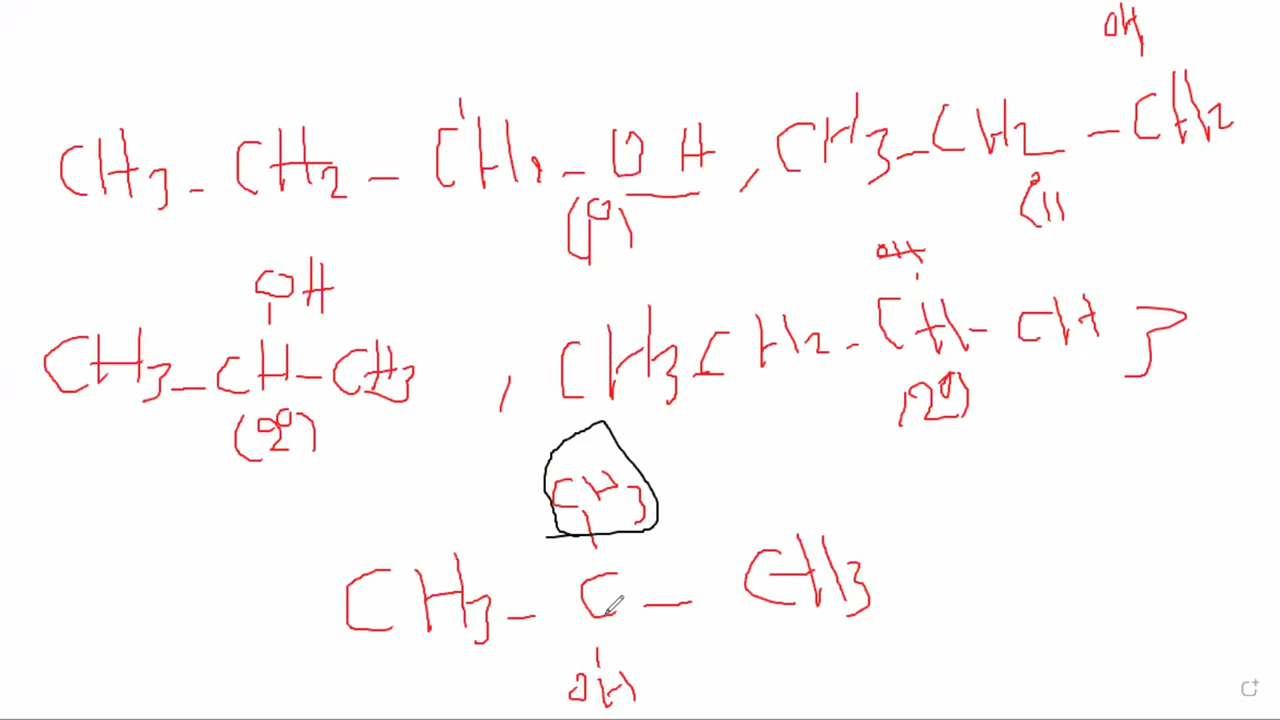 OH
CH3 - CH2 - CH2 - OH , CH3 - CH2 - CH2
(1°)
OH
OH
CH3 - CH - CH3 , CH3 CH2 - CH - CH3
(2°) (2°)
CH3
CH3 - C - CH3
OH